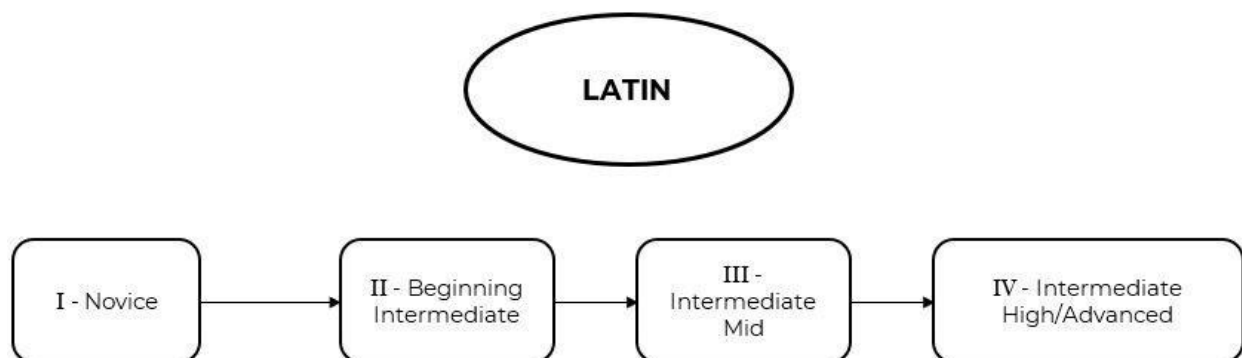 LATIN
I - Novice
II - Beginning
Intermediate
III -
Intermediate
Mid
IV - Intermediate
High/Advanced